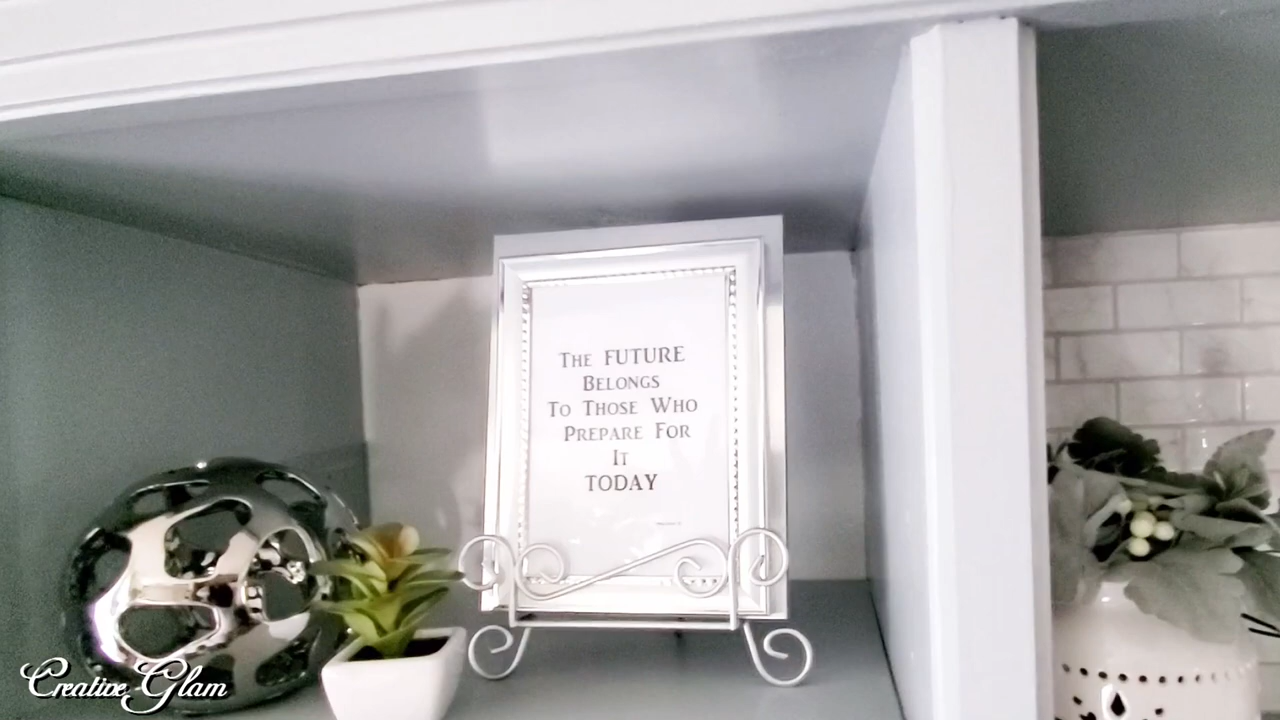 The FUTURE
Belongs
To Those Who
Prepare For
It
TODAY
Creative Glam